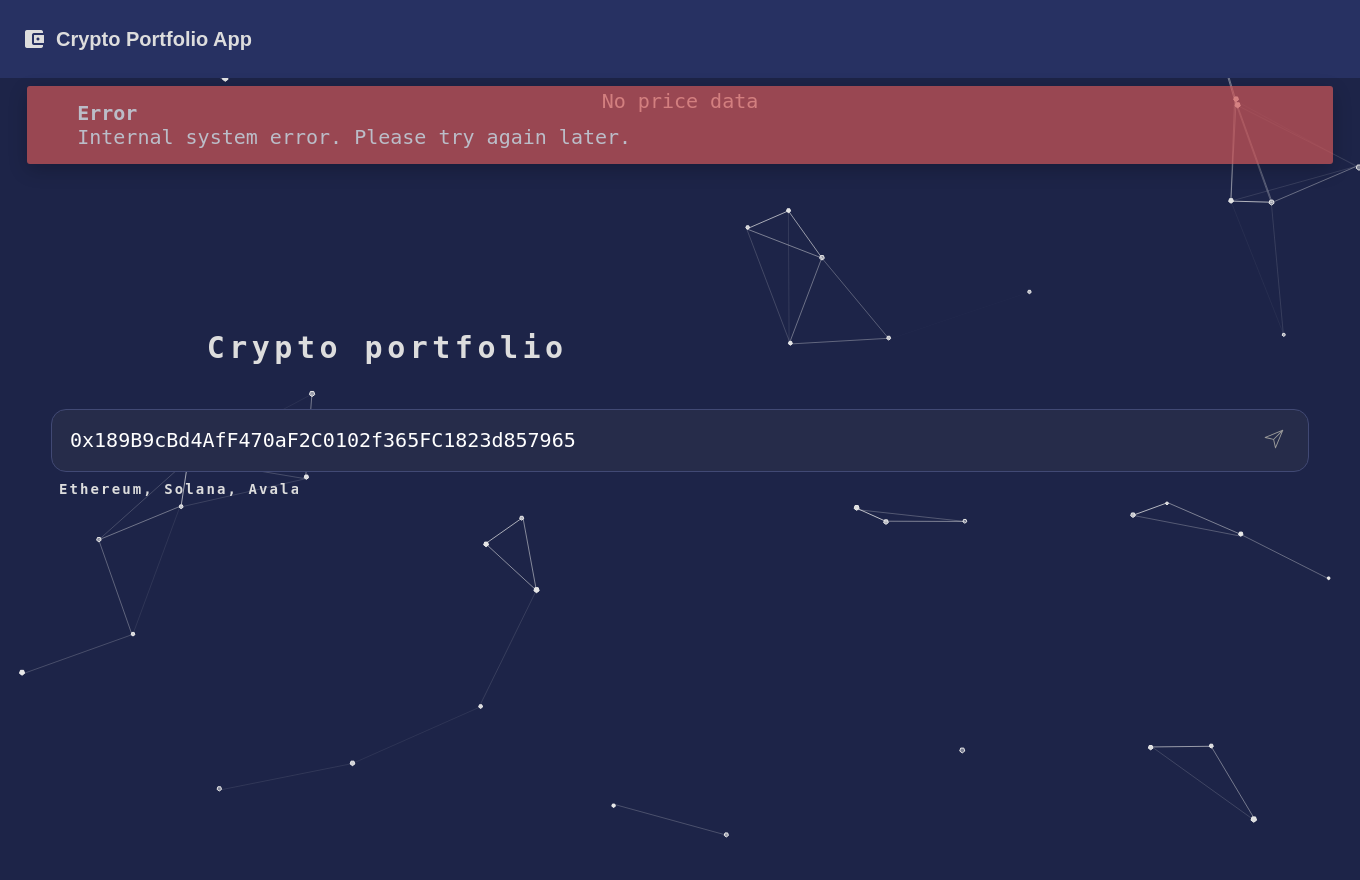 Crypto Portfolio App
No price data
Error
Internal system error. Please try again later.
Crypto portfolio
0x189B9cBd4AfF470aF2C0102f365FC1823d857965
Ethereum, Solana, Avala